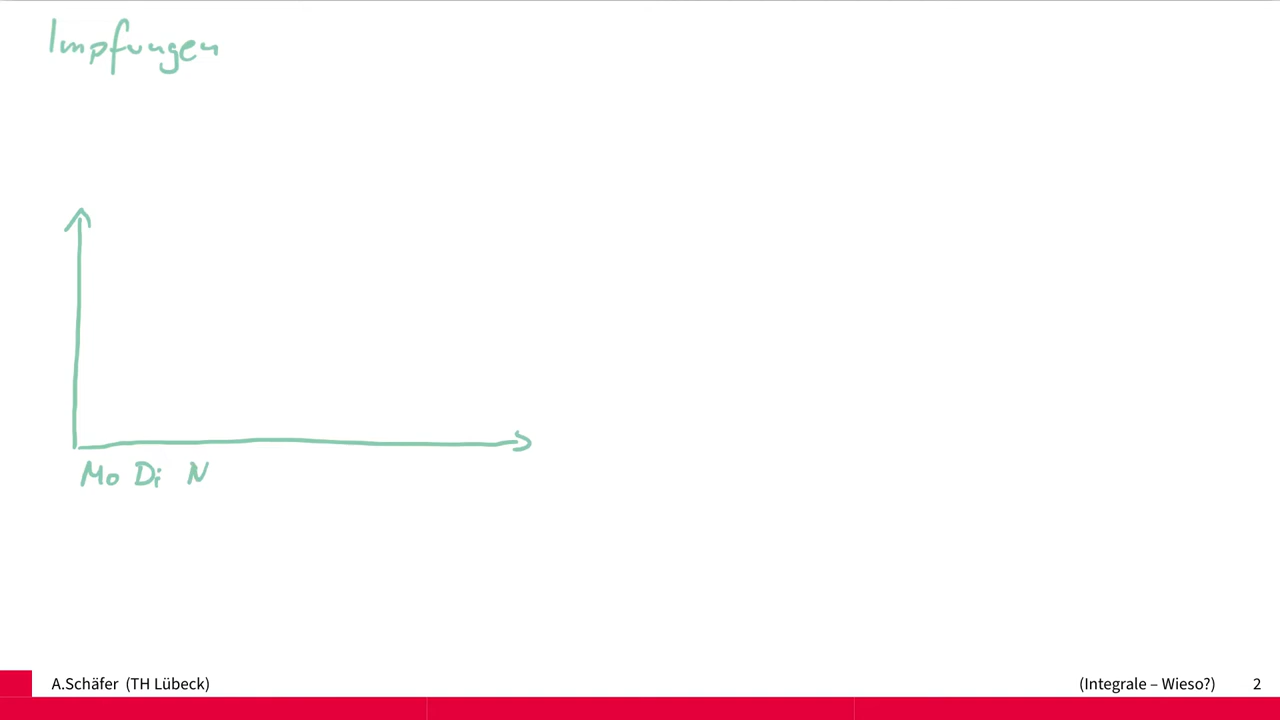 Impfungen
Mo Di
A.Schäfer (TH Lübeck)
(Integrale – Wieso?) 2